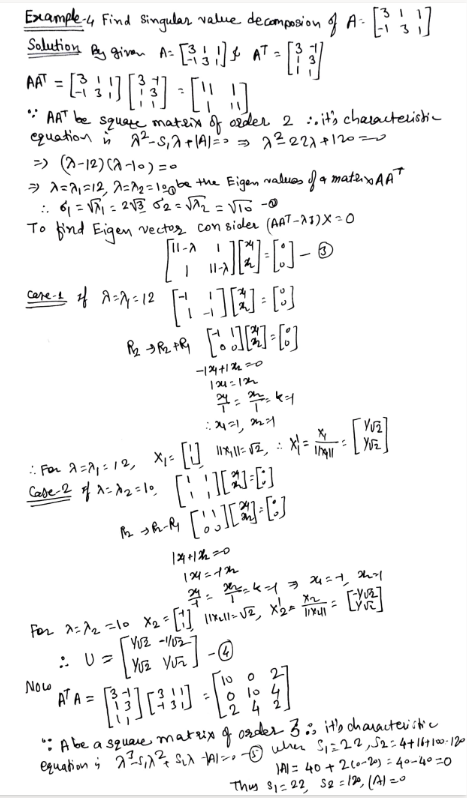 Example-4 Find Singular value decomposion of A = [3 1 1; -1 3 1]
Solution By given A = [3 1 1; -1 3 1] & A^T = [3 -1; 1 3; 1 1]
AA^T = [3 1 1; -1 3 1] [3 -1; 1 3; 1 1] = [11 1; 1 11]
∵ AA^T be square matrix of order 2 ∴ it's characteristic
equation is λ²-S₁λ+|A|=0 ⇒ λ²-22λ+120=0
⇒ (λ-12)(λ-10)=0
⇒ λ=λ₁=12, λ=λ₂=10 be the Eigen values of a matrix AA^T
∴ σ₁=√λ₁=2√3 σ₂=√λ₂=√10 -
To find Eigen vector consider (AA^T-λI)X=0
[11-λ 1; 1 11-λ][x₁; x₂]=[0; 0] - ③
Case-1 if λ=λ₁=12 [-1 1; 1 -1][x₁; x₂]=[0; 0]
R₂→R₂+R₁ [-1 1; 0 0][x₁; x₂]=[0; 0]
-1x₁+1x₂=0
1x₁=1x₂
x₁/1 = x₂/1 = k=1
∴ x₁=1, x₂=1
∴ For λ=λ₁=12, X₁=[1; 1] ||X₁||=√2, ∴ X₁'= X₁/||X₁|| = [1/√2; 1/√2]
Case-2 if λ=λ₂=10, [1 1; 1 1][x₁; x₂]=[0; 0]
R₂→R₂-R₁ [1 1; 0 0][x₁; x₂]=[0; 0]
1x₁+1x₂=0
1x₁=-1x₂
x₁/-1 = x₂/1 = k=1 ⇒ x₁=-1, x₂=1
For λ=λ₂=10 X₂=[-1; 1] ||X₂||=√2, X₂'= X₂/||X₂|| = [-1/√2; 1/√2]
∴ U = [1/√2 -1/√2; 1/√2 1/√2] - ④
Now A^T A = [3 -1; 1 3; 1 1] [3 1 1; -1 3 1] = [10 0 2; 0 10 4; 2 4 2]
∵ A be a square matrix of order 3 ∴ it's characteristic
equation is λ³-S₁λ²+S₂λ-|A|=0 -⑤ when S₁=22, S₂=4+16+100=120
|A| = 40+2(0-20)=40-40=0
Thus S₁=22, S₂=120, |A|=0